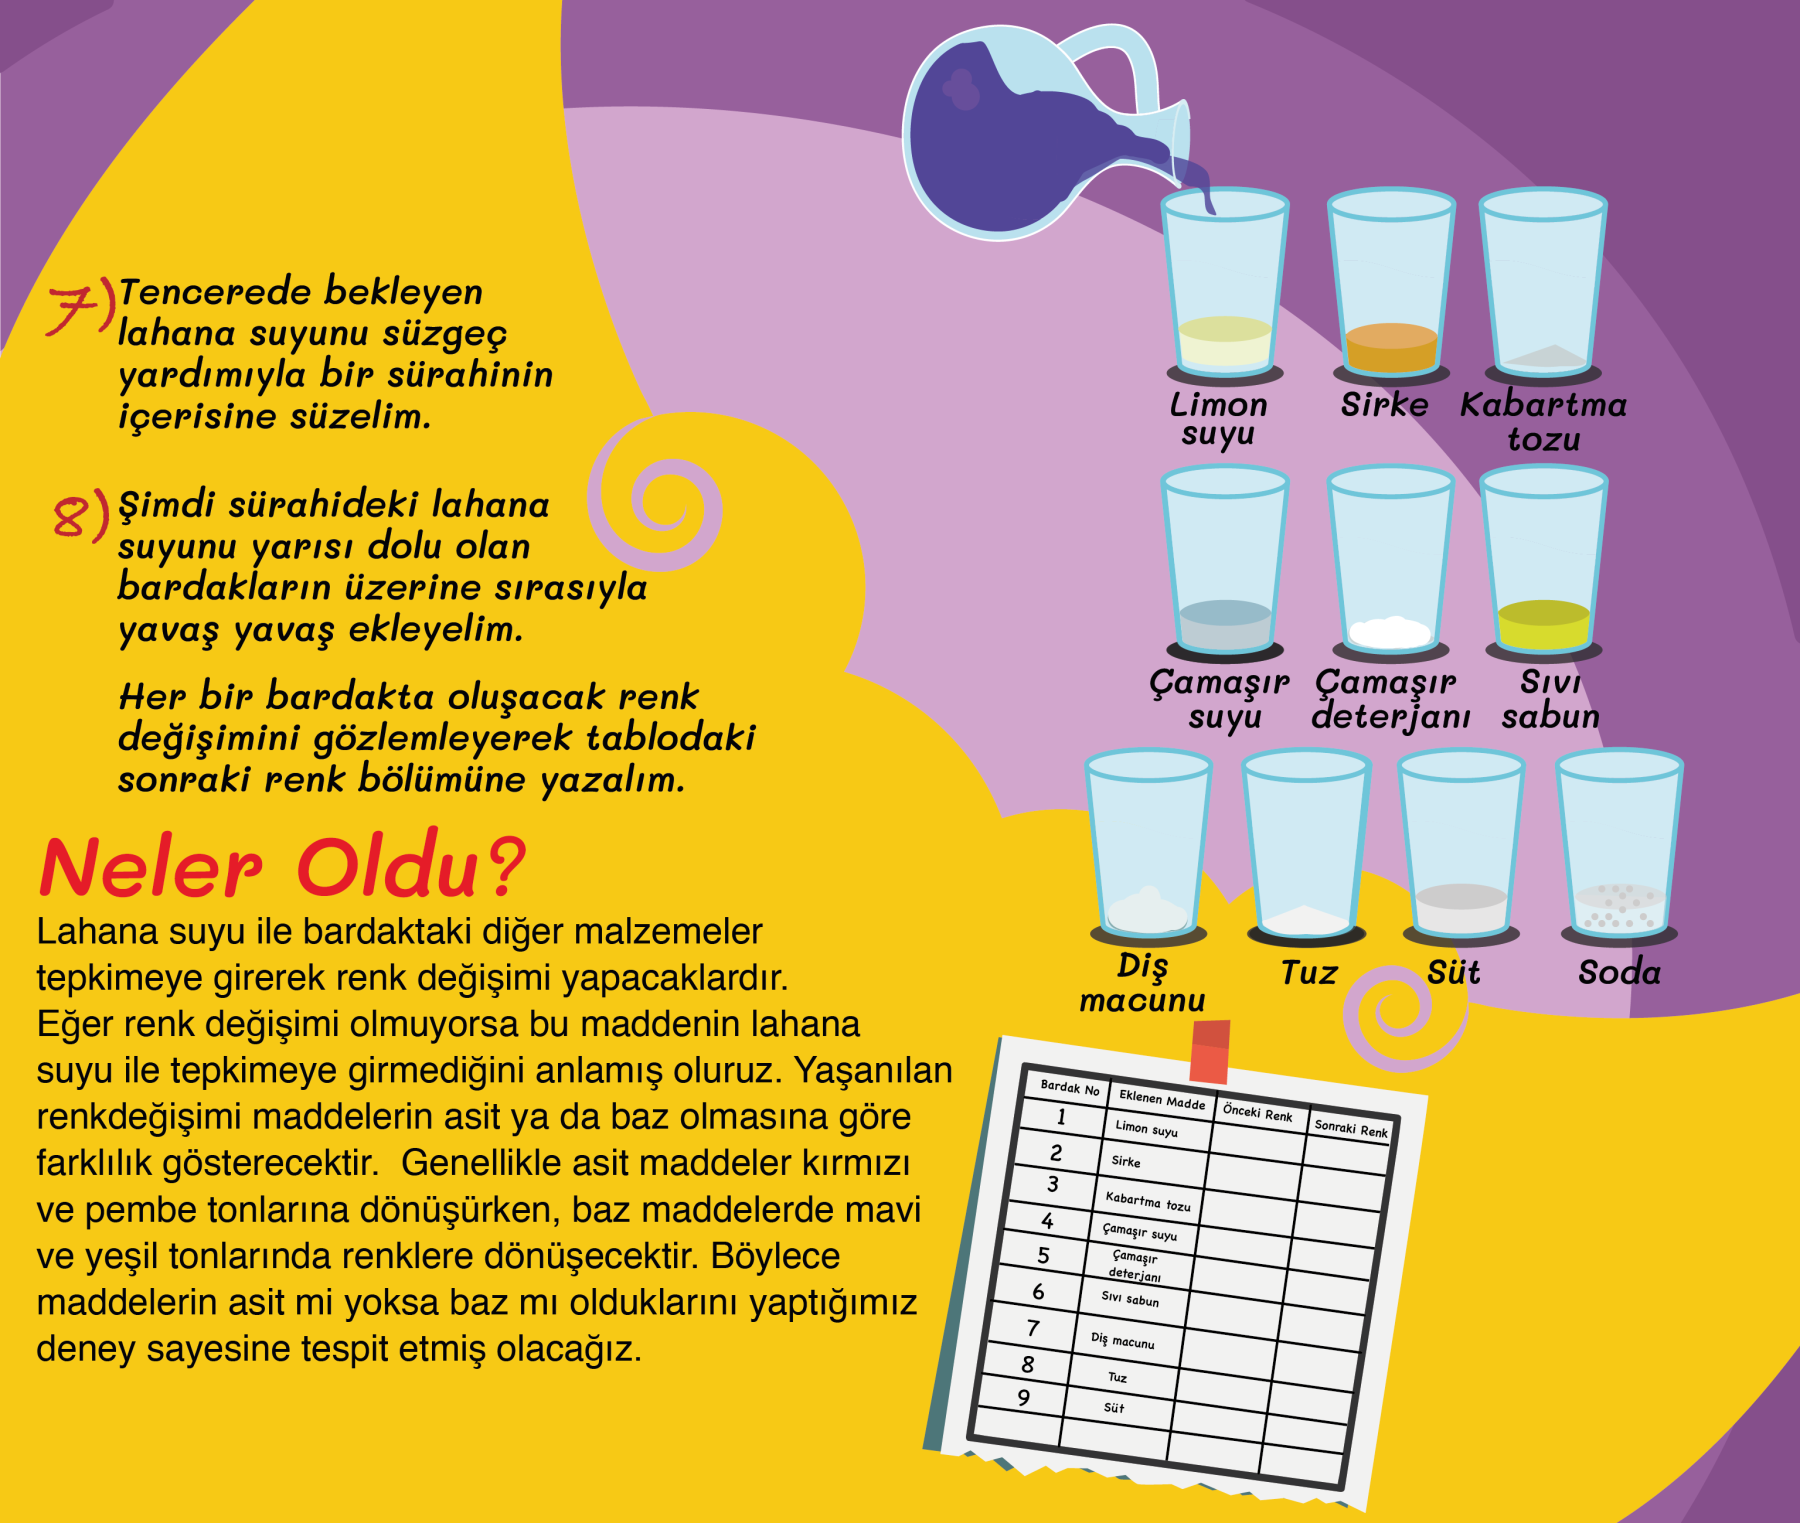 7) Tencerede bekleyen
lahana suyunu süzgeç
yardımıyla bir sürahinin
içerisine süzelim.
8) Şimdi sürahideki lahana
suyunu yarısı dolu olan
bardakların üzerine sırasıyla
yavaş yavaş ekleyelim.
Her bir bardakta oluşacak renk
değişimini gözlemleyerek tablodaki
sonraki renk bölümüne yazalım.
Neler Oldu?
Lahana suyu ile bardaktaki diğer malzemeler
tepkimeye girerek renk değişimi yapacaklardır.
Eğer renk değişimi olmuyorsa bu maddenin lahana
suyu ile tepkimeye girmediğini anlamış oluruz. Yaşanılan
renkdeğişimi maddelerin asit ya da baz olmasına göre
farklılık gösterecektir.  Genellikle asit maddeler kırmızı
ve pembe tonlarına dönüşürken, baz maddelerde mavi
ve yeşil tonlarında renklere dönüşecektir. Böylece
maddelerin asit mi yoksa baz mı olduklarını yaptığımız
deney sayesine tespit etmiş olacağız.
Limon
suyu
Sirke
Kabartma
tozu
Çamaşır
suyu
Çamaşır
deterjanı
Sıvı
sabun
Diş
macunu
Tuz
Süt
Soda
Bardak No Eklenen Madde Önceki Renk Sonraki Renk
1 Limon suyu
2 Sirke
3 Kabartma tozu
4 Çamaşır suyu
5 Çamaşır
deterjanı
6 Sıvı sabun
7 Diş macunu
8 Tuz
9 Süt